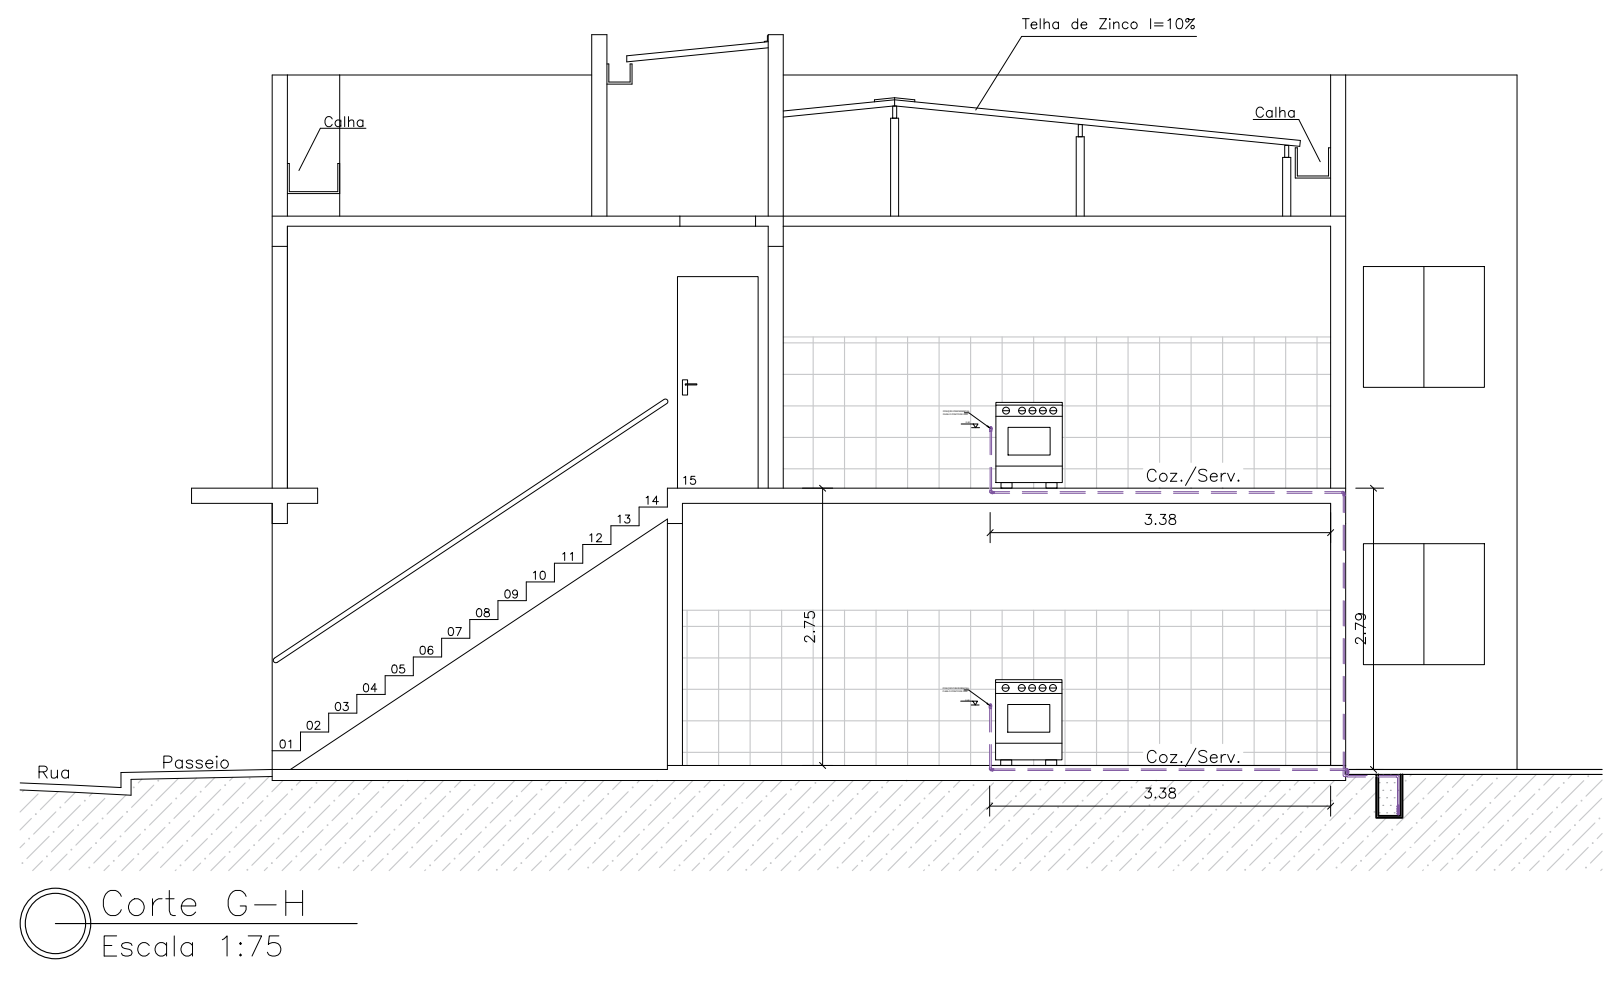 Telha de Zinco I=10%
Calha
Calha
15
14
13
12
11
10
09
08
07
06
05
04
03
02
01
Coz./Serv.
3.38
2.75
2.79
Coz./Serv.
3.38
Rua
Passeio
Corte G-H
Escala 1:75